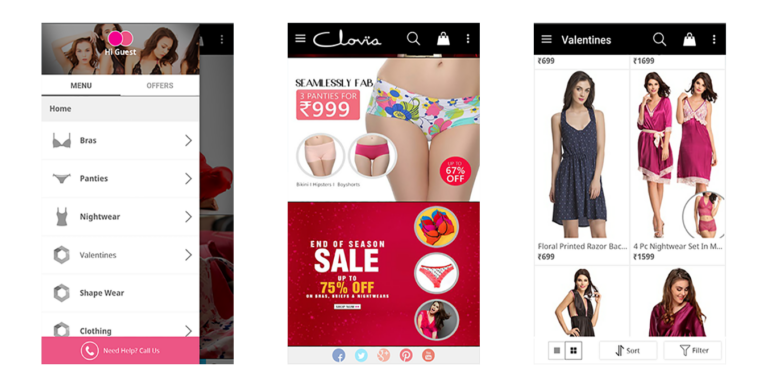 Hi Guest
MENU
OFFERS
Home
Bras
Panties
Nightwear
Valentines
Shape Wear
Clothing
Need Help? Call Us
Clovia
SEAMLESSLY FAB
3 PANTIES FOR
₹999
Bikini I Hipsters I Boyshorts
UP TO
67%
OFF
END OF SEASON
SALE
UP TO
75% OFF
ON BRAS, BRIEFS & NIGHTWEARS
SHOP NOW >>
Valentines
₹699
₹1699
Floral Printed Razor Bac...
4 Pc Nightwear Set In M...
₹699
₹1599
Sort
Filter